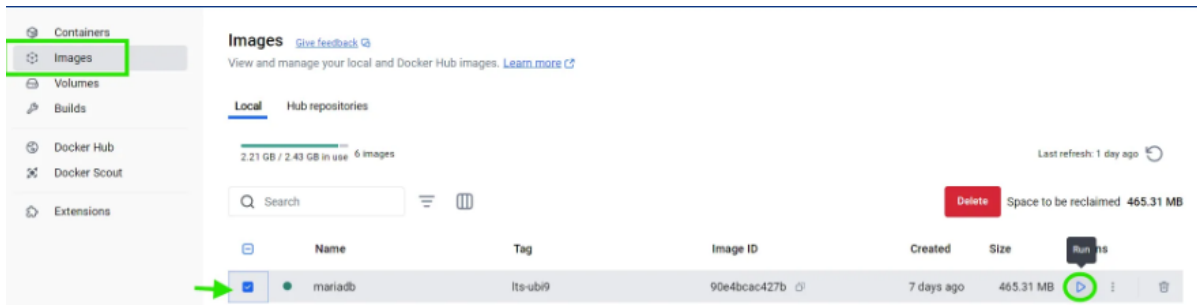 Containers
Images
Volumes
Builds
Docker Hub
Docker Scout
Extensions
Images Give feedback
View and manage your local and Docker Hub images. Learn more
Local Hub repositories
2.21 GB / 2.43 GB in use 6 images
Last refresh: 1 day ago
Search
Delete Space to be reclaimed 465.31 MB
Name Tag Image ID Created Size Run ns
mariadb lts-ubi9 90e4bcac427b 7 days ago 465.31 MB